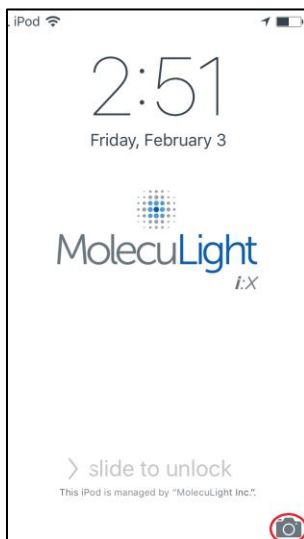 iPod
2:51
Friday, February 3
MolecuLight
i:X
> slide to unlock
This iPod is managed by "MolecuLight Inc.".